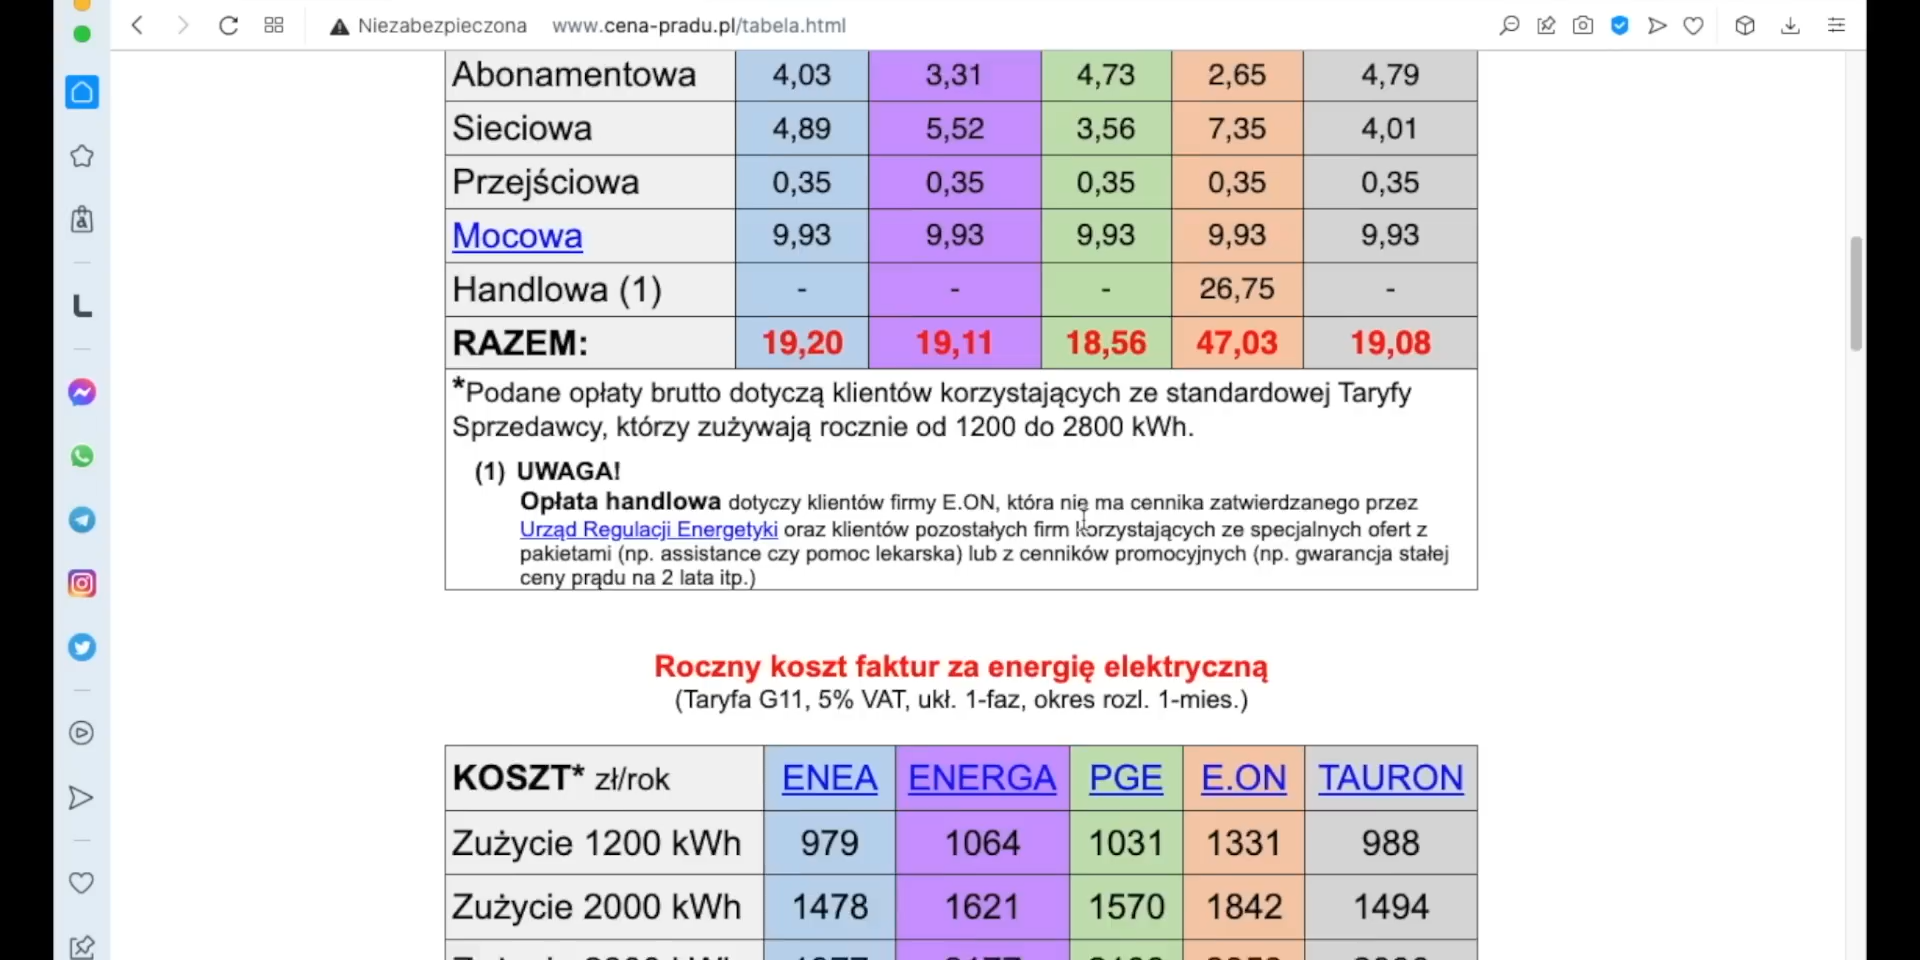 Niezabezpieczona www.cena-pradu.pl/tabela.html
Abonamentowa 4,03 3,31 4,73 2,65 4,79
Sieciowa 4,89 5,52 3,56 7,35 4,01
Przejściowa 0,35 0,35 0,35 0,35 0,35
Mocowa 9,93 9,93 9,93 9,93 9,93
Handlowa (1) - - - 26,75 -
RAZEM: 19,20 19,11 18,56 47,03 19,08
*Podane opłaty brutto dotyczą klientów korzystających ze standardowej Taryfy
Sprzedawcy, którzy zużywają rocznie od 1200 do 2800 kWh.
(1) UWAGA!
Opłata handlowa dotyczy klientów firmy E.ON, która nie ma cennika zatwierdzanego przez
Urząd Regulacji Energetyki oraz klientów pozostałych firm korzystających ze specjalnych ofert z
pakietami (np. assistance czy pomoc lekarska) lub z cenników promocyjnych (np. gwarancja stałej
ceny prądu na 2 lata itp.)
Roczny koszt faktur za energię elektryczną
(Taryfa G11, 5% VAT, ukł. 1-faz, okres rozl. 1-mies.)
KOSZT* zł/rok ENEA ENERGA PGE E.ON TAURON
Zużycie 1200 kWh 979 1064 1031 1331 988
Zużycie 2000 kWh 1478 1621 1570 1842 1494